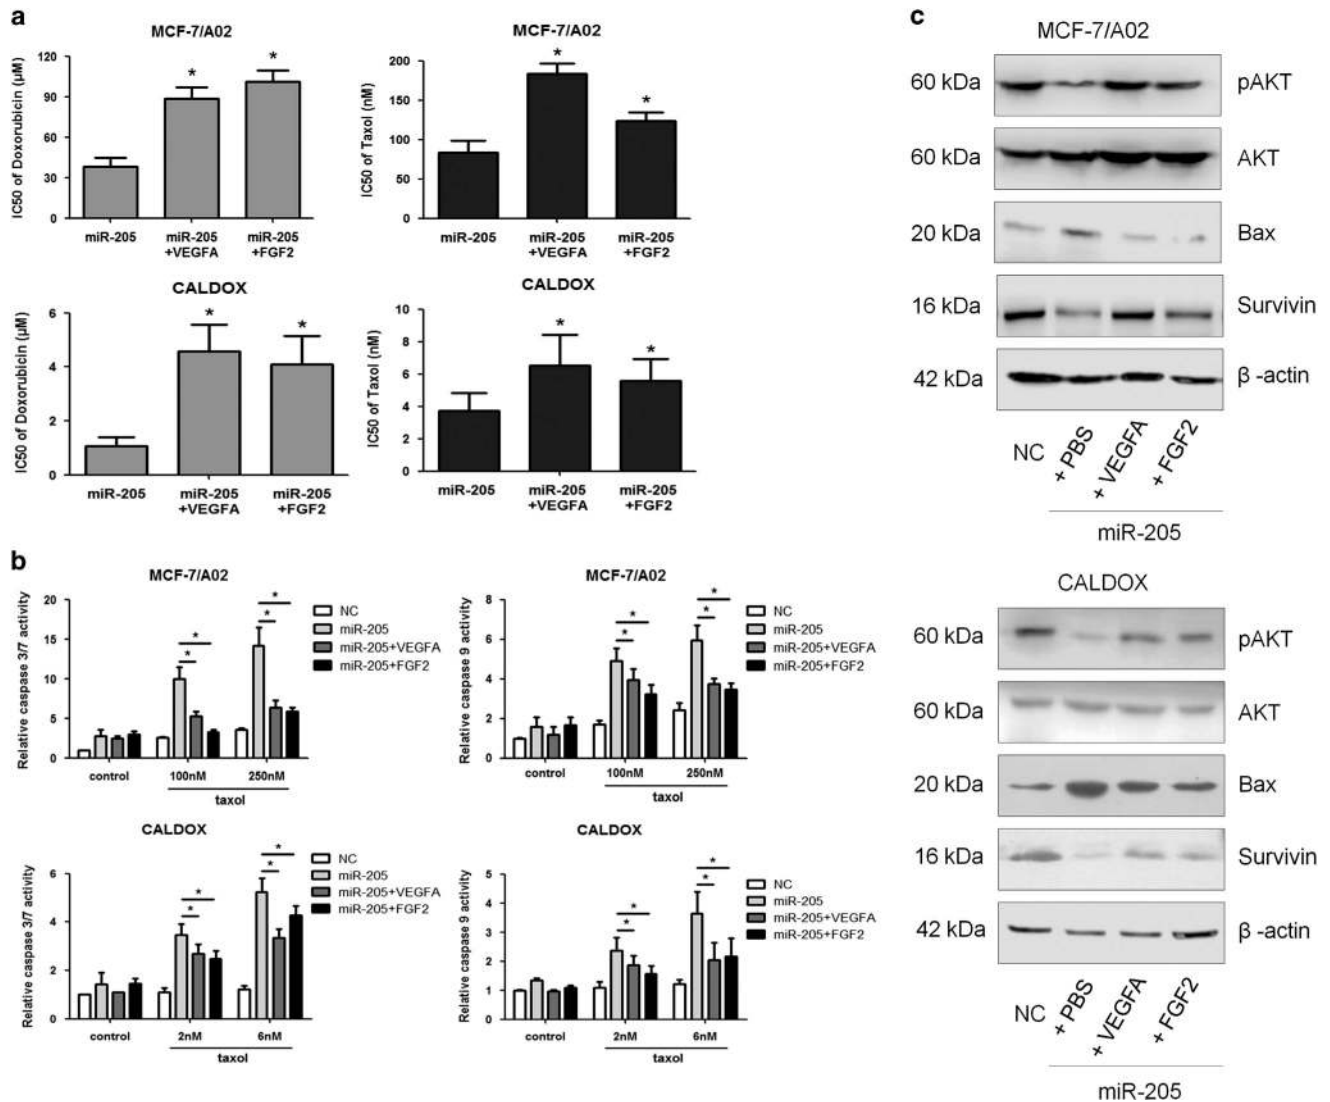 a
MCF-7/A02
IC50 of Doxorubicin (µM)
120
90
60
30
0
*
*
miR-205
miR-205
+VEGFA
miR-205
+FGF2
MCF-7/A02
IC50 of Taxol (nM)
200
150
100
50
0
*
*
miR-205
miR-205
+VEGFA
miR-205
+FGF2
CALDOX
IC50 of Doxorubicin (µM)
6
4
2
0
*
*
miR-205
miR-205
+VEGFA
miR-205
+FGF2
CALDOX
IC50 of Taxol (nM)
10
8
6
4
2
0
*
*
miR-205
miR-205
+VEGFA
miR-205
+FGF2
b
MCF-7/A02
Relative caspase 3/7 activity
20
15
10
5
0
*
*
*
*
NC
miR-205
miR-205+VEGFA
miR-205+FGF2
control
100nM
250nM
taxol
MCF-7/A02
Relative caspase 9 activity
8
6
4
2
0
*
*
*
*
NC
miR-205
miR-205+VEGFA
miR-205+FGF2
control
100nM
250nM
taxol
CALDOX
Relative caspase 3/7 activity
6
4
2
0
*
*
*
*
NC
miR-205
miR-205+VEGFA
miR-205+FGF2
control
2nM
6nM
taxol
CALDOX
Relative caspase 9 activity
5
4
3
2
1
0
*
*
*
*
NC
miR-205
miR-205+VEGFA
miR-205+FGF2
control
2nM
6nM
taxol
c
MCF-7/A02
60 kDa pAKT
60 kDa AKT
20 kDa Bax
16 kDa Survivin
42 kDa β -actin
NC + PBS + VEGFA + FGF2
miR-205
CALDOX
60 kDa pAKT
60 kDa AKT
20 kDa Bax
16 kDa Survivin
42 kDa β -actin
NC + PBS + VEGFA + FGF2
miR-205